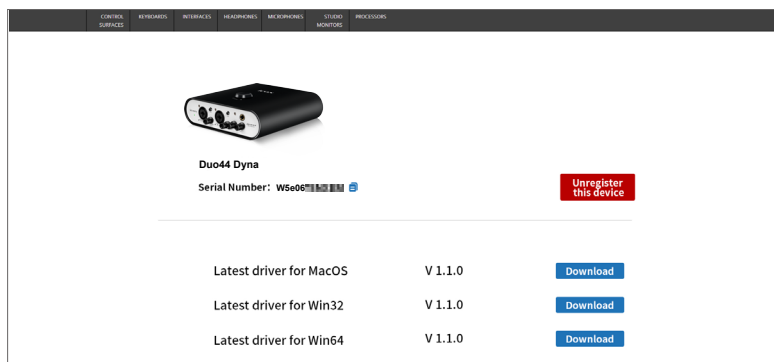 CONTROL SURFACES
KEYBOARDS
INTERFACES
HEADPHONES
MICROPHONES
STUDIO MONITORS
PROCESSORS
Duo44 Dyna
Serial Number: W5e06
Unregister
this device
Latest driver for MacOS V 1.1.0 Download
Latest driver for Win32 V 1.1.0 Download
Latest driver for Win64 V 1.1.0 Download